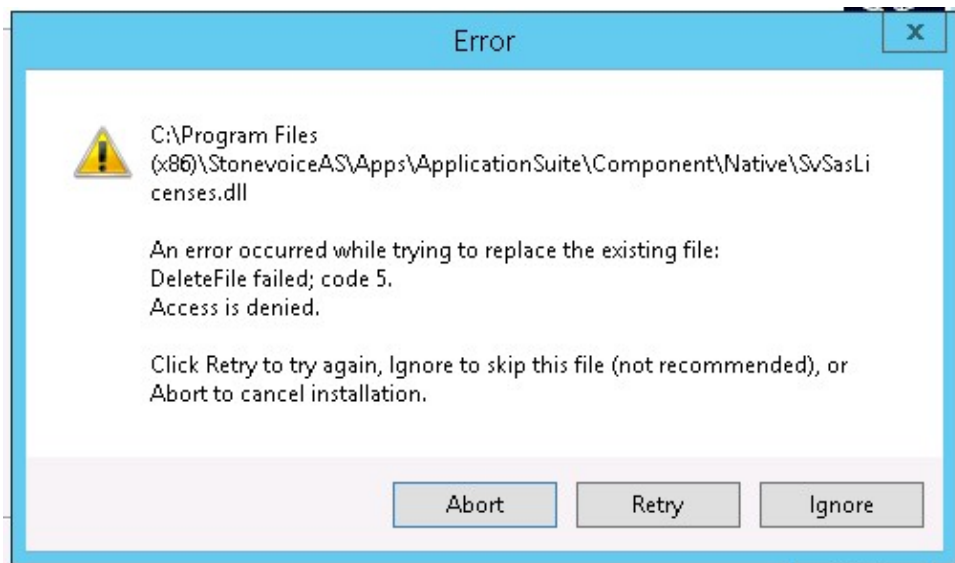 Error
x
C:\Program Files
(x86)\StonevoiceAS\Apps\ApplicationSuite\Component\Native\SvSasLi
censes.dll
An error occurred while trying to replace the existing file:
DeleteFile failed; code 5.
Access is denied.
Click Retry to try again, Ignore to skip this file (not recommended), or
Abort to cancel installation.
Abort
Retry
Ignore